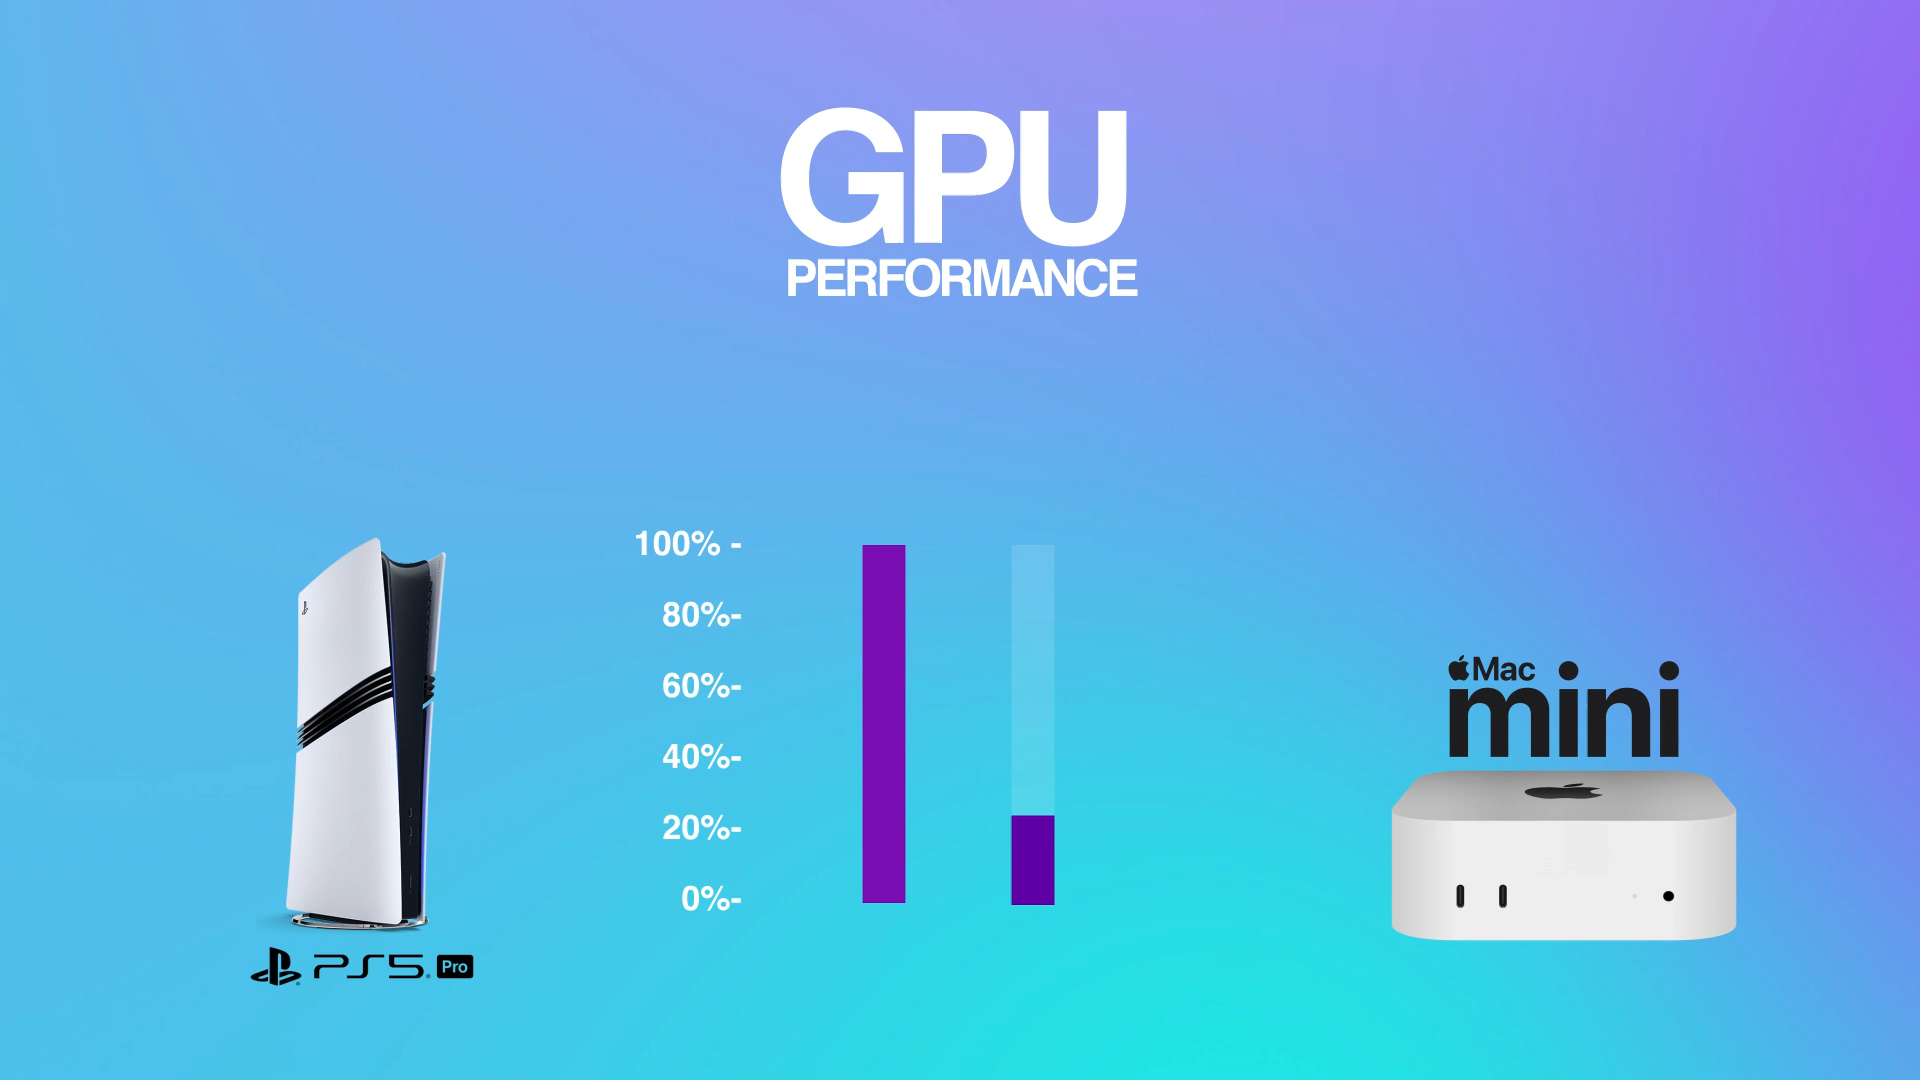 GPU
PERFORMANCE
100% -
80%-
60%-
40%-
20%-
0%-
PS5 Pro
Mac
mini